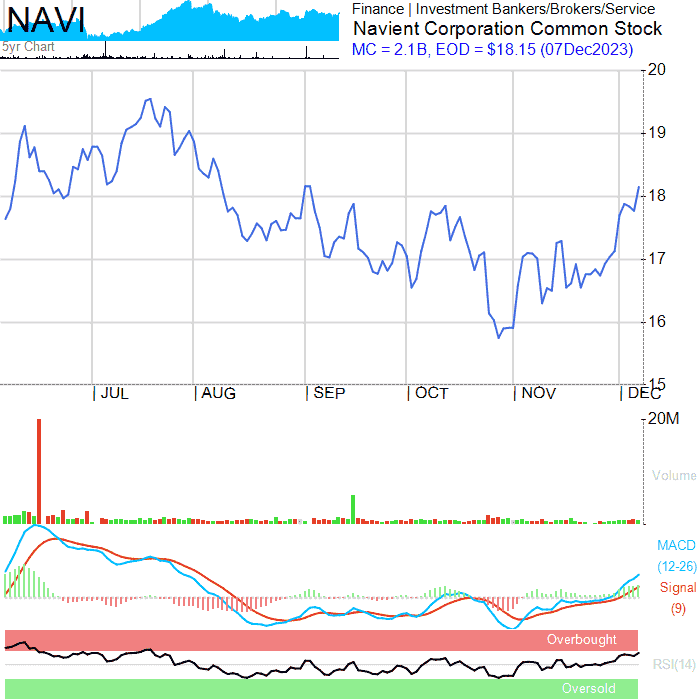 NAVI
5yr Chart
Finance | Investment Bankers/Brokers/Service
Navient Corporation Common Stock
MC = 2.1B, EOD = $18.15 (07Dec2023)
20
19
18
17
16
15
JUL AUG SEP OCT NOV DEC
20M
Volume
MACD
(12-26)
Signal
(9)
Overbought
RSI(14)
Oversold